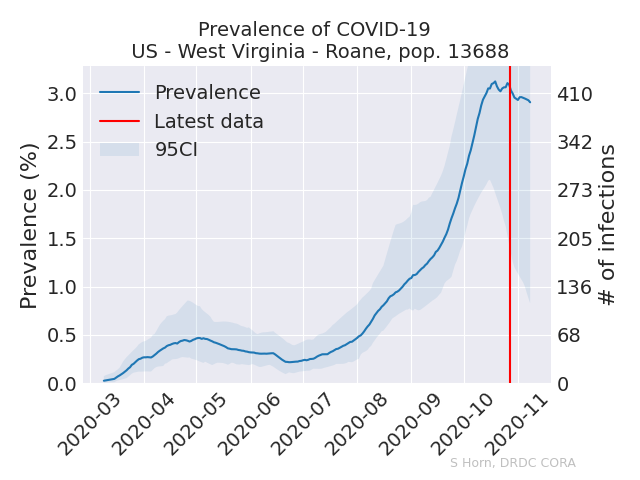 Prevalence of COVID-19
US - West Virginia - Roane, pop. 13688
Prevalence
Latest data
95CI
Prevalence (%)
3.0
2.5
2.0
1.5
1.0
0.5
0.0
410
342
273
205
136
68
0
# of infections
2020-03
2020-04
2020-05
2020-06
2020-07
2020-08
2020-09
2020-10
2020-11
S Horn, DRDC CORA